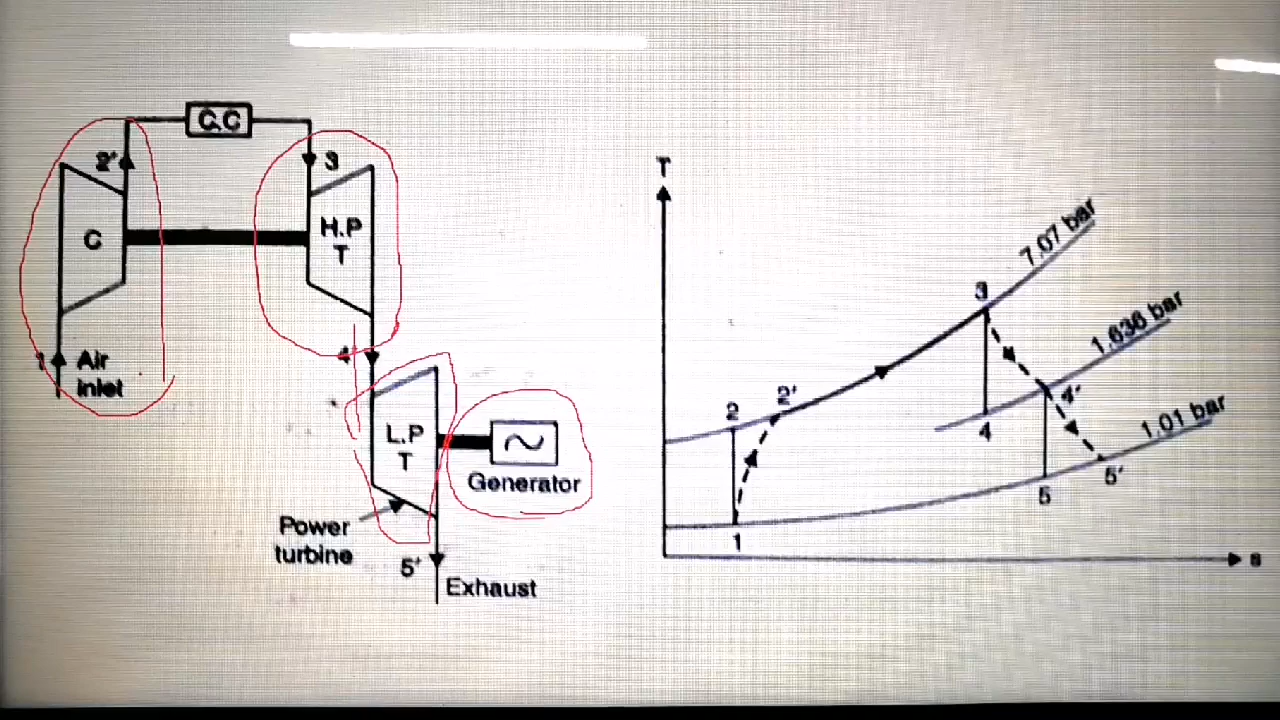 C.C
2'
3
C
H.P
T
1
Air
inlet
4'
L.P
T
Generator
Power
turbine
5'
Exhaust
T
7.07 bar
3
1.636 bar
2
2'
4'
4
1.01 bar
5'
5
1
s